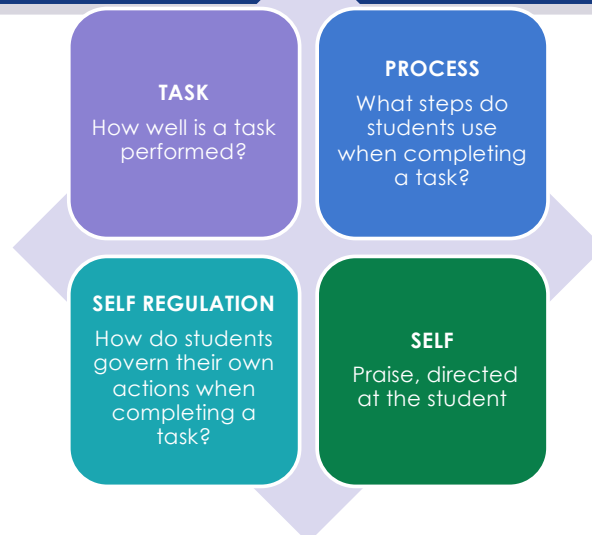 TASK
How well is a task
performed?
PROCESS
What steps do
students use
when completing
a task?
SELF REGULATION
How do students
govern their own
actions when
completing a
task?
SELF
Praise, directed
at the student